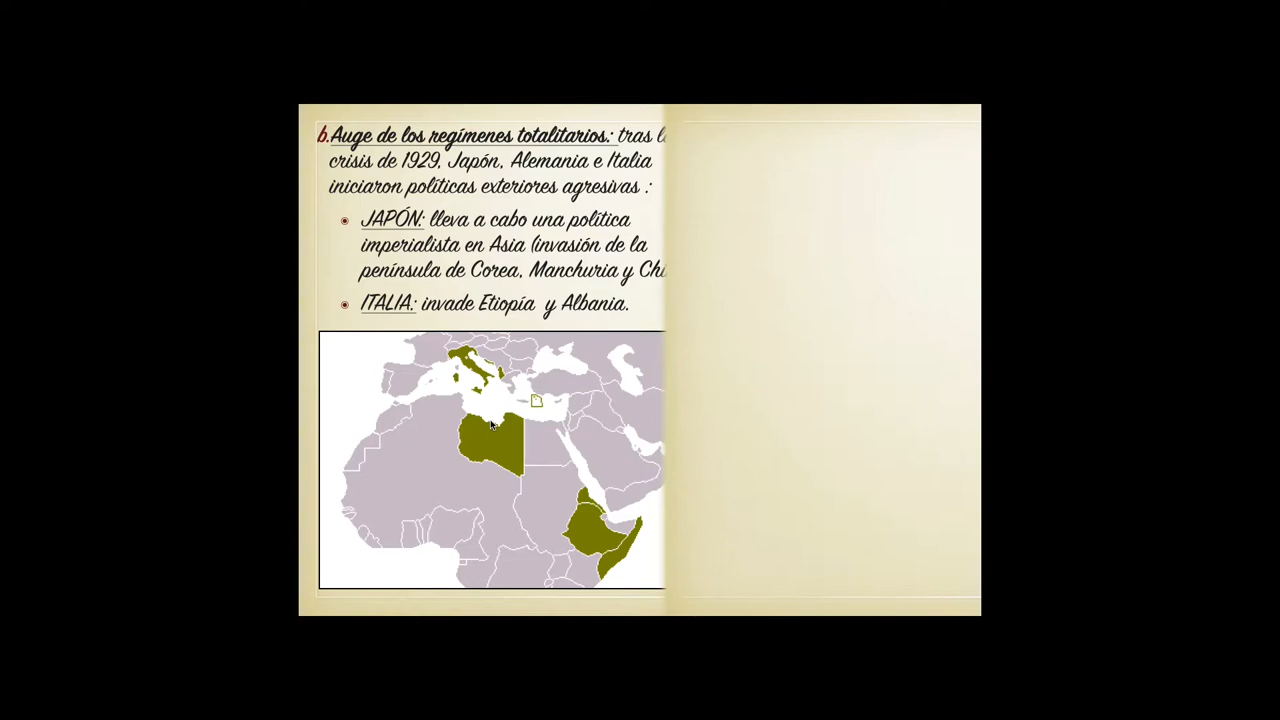 b.Auge de los regímenes totalitarios: tras l
crisis de 1929, Japón, Alemania e Italia
iniciaron políticas exteriores agresivas :
JAPÓN: lleva a cabo una política
imperialista en Asia (invasión de la
península de Corea, Manchuria y Chi
ITALIA: invade Etiopía y Albania.